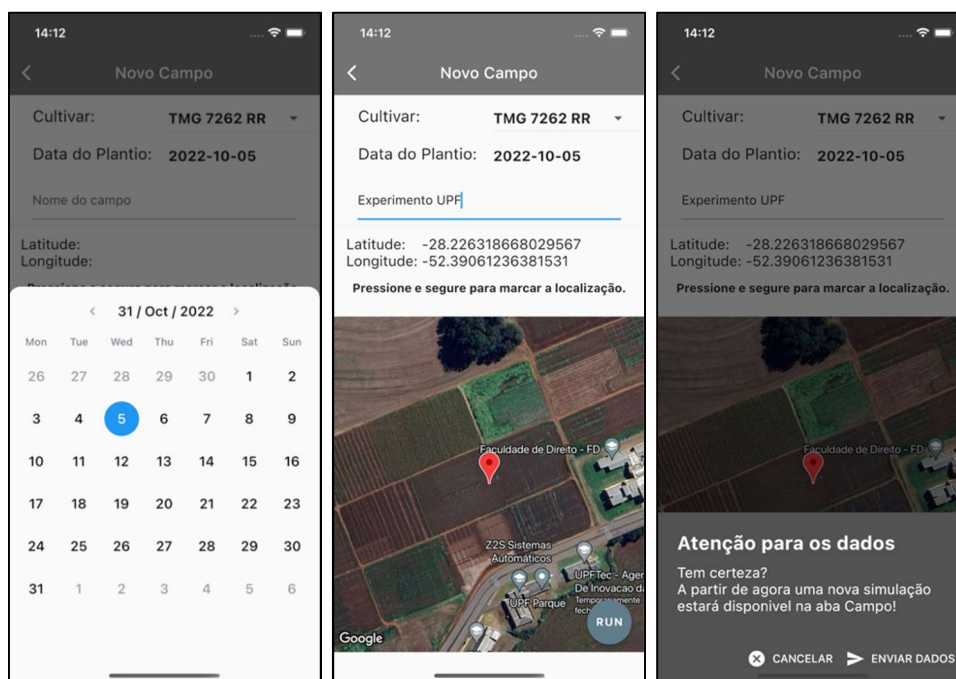 14:12
Novo Campo
Cultivar: TMG 7262 RR
Data do Plantio: 2022-10-05
Nome do campo
Latitude:
Longitude:
31 / Oct / 2022
Mon Tue Wed Thu Fri Sat Sun
26 27 28 29 30 1 2
3 4 5 6 7 8 9
10 11 12 13 14 15 16
17 18 19 20 21 22 23
24 25 26 27 28 29 30
31 1 2 3 4 5 6
14:12
Novo Campo
Cultivar: TMG 7262 RR
Data do Plantio: 2022-10-05
Experimento UPF
Latitude: -28.226318668029567
Longitude: -52.39061236381531
Pressione e segure para marcar a localização.
Faculdade de Direito - FD
Z2S Sistemas
Automáticos
UPFTec - Agen
De Inovacao da
UPF Parque
Temporariamente
fech
RUN
Google
14:12
Novo Campo
Cultivar: TMG 7262 RR
Data do Plantio: 2022-10-05
Experimento UPF
Latitude: -28.226318668029567
Longitude: -52.39061236381531
Pressione e segure para marcar a localização.
Faculdade de Direito - FD
Atenção para os dados
Tem certeza?
A partir de agora uma nova simulação
estará disponivel na aba Campo!
CANCELAR ENVIAR DADOS